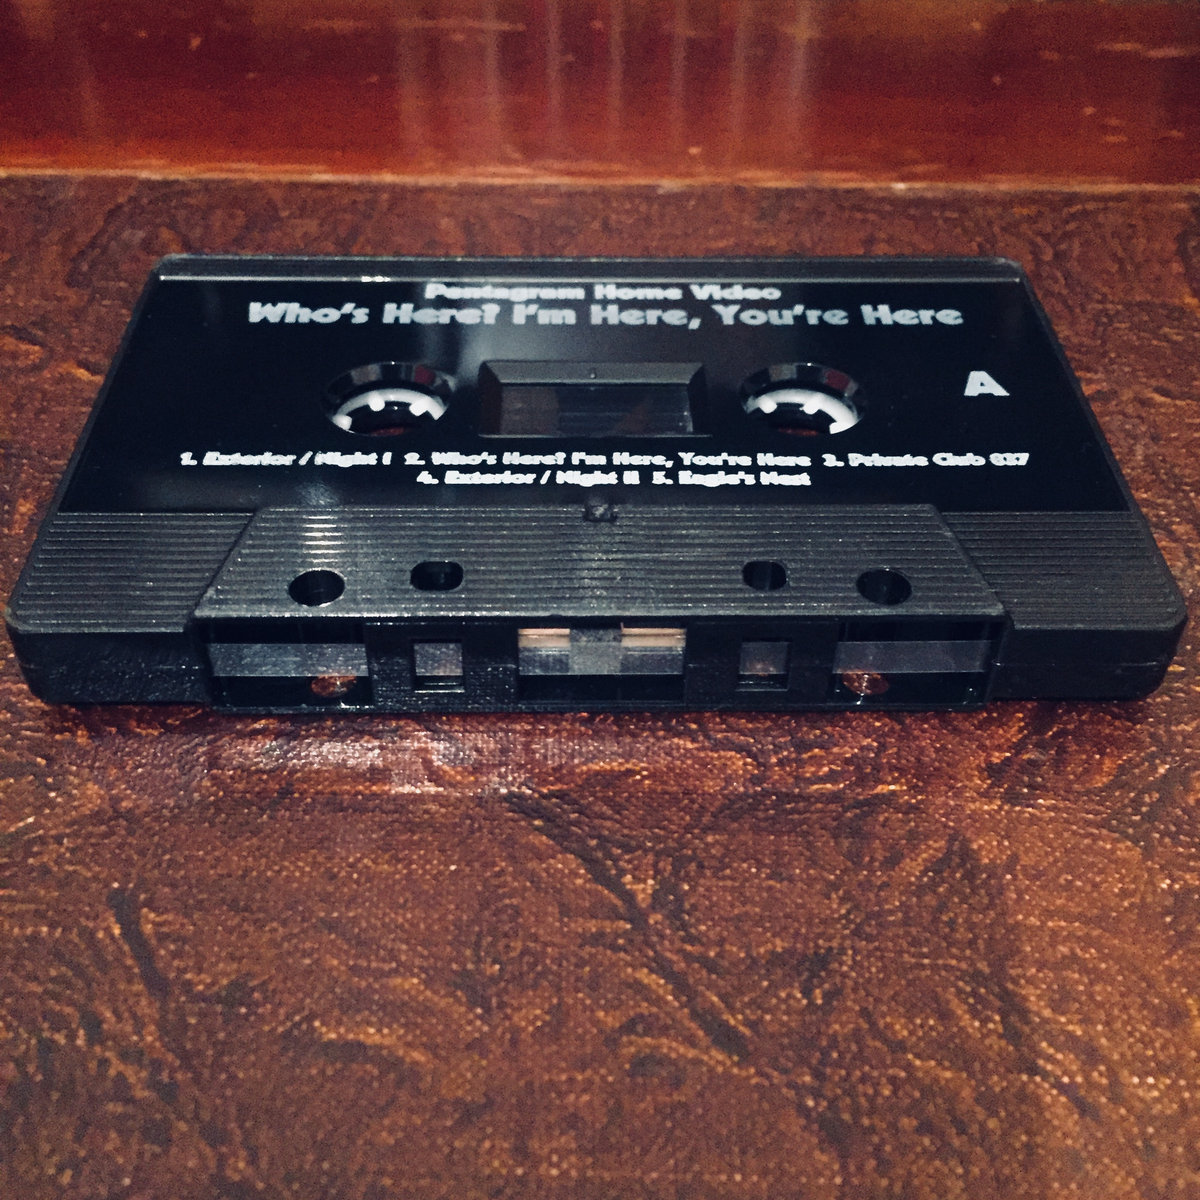 Pentagram Home Video
Who's Here? I'm Here, You're Here
A
1. Exterior / Night I 2. Who's Here? I'm Here, You're Here 3. Private Club 837
4. Exterior / Night II 5. Eagle's Nest